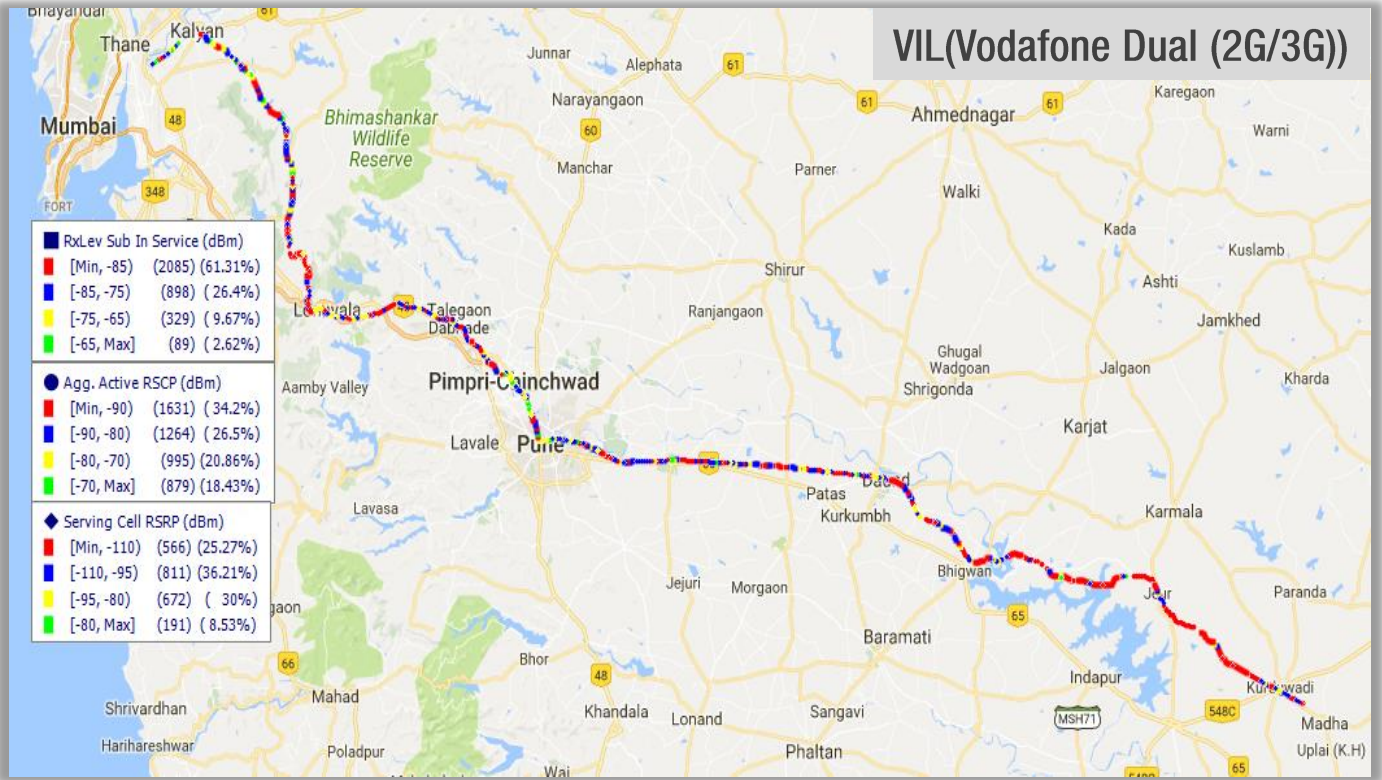 VIL(Vodafone Dual (2G/3G))
Bhayandar
61
Kalyan
Thane
Junnar
Alephata
61
Karegaon
Narayangaon
61
61
Ahmednagar
Warni
48
Mumbai
Bhimashankar
Wildlife
Reserve
60
Manchar
Parner
348
Walki
FORT
Kada
Kuslamb
Shirur
Ashti
Ranjangaon
Jamkhed
Talegaon
Dabhade
Ghugal
Wadgaon
Shrigonda
Jalgaon
Kharda
Aamby Valley
Pimpri-Chinchwad
Karjat
Lavale
Pune
Patas
Daund
Kurkumbh
Lavasa
Karmala
Bhigwan
Jejuri
Morgaon
Jeur
Paranda
65
Baramati
66
Bhor
48
Indapur
Kurduwadi
Mahad
Khandala
Lonand
Sangavi
MSH71
548C
Madha
Shrivardhan
Harihareshwar
Poladpur
Phaltan
Uplai (K.H)
Wai
65
RxLev Sub In Service (dBm)
[Min, -85) (2085) (61.31%)
[-85, -75) (898) ( 26.4%)
[-75, -65) (329) ( 9.67%)
[-65, Max] (89) ( 2.62%)
Agg. Active RSCP (dBm)
[Min, -90) (1631) ( 34.2%)
[-90, -80) (1264) ( 26.5%)
[-80, -70) (995) (20.86%)
[-70, Max] (879) (18.43%)
Serving Cell RSRP (dBm)
[Min, -110) (566) (25.27%)
[-110, -95) (811) (36.21%)
[-95, -80) (672) ( 30%)
[-80, Max] (191) ( 8.53%)